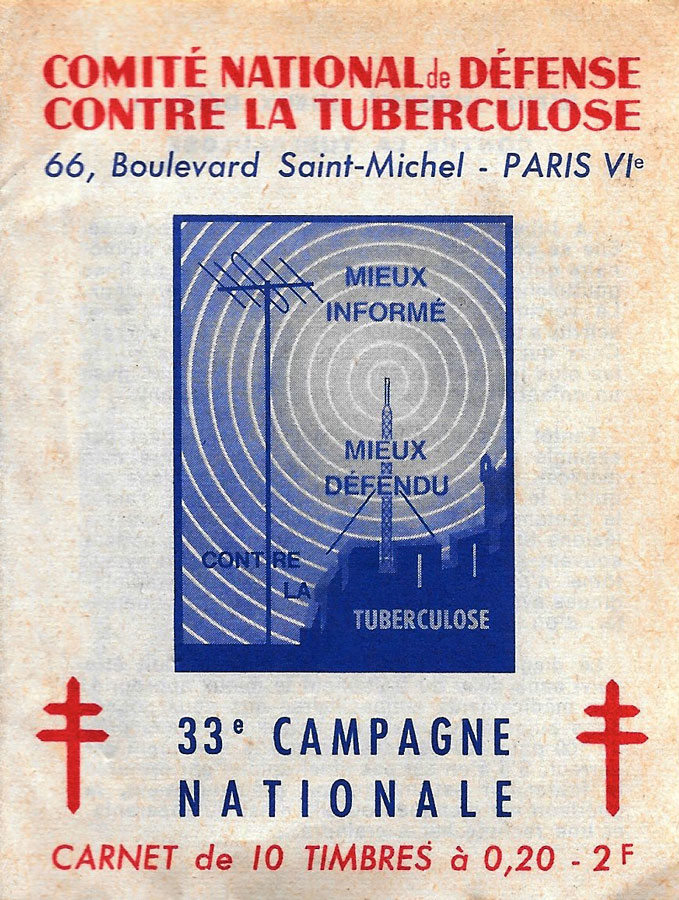 COMITÉ NATIONAL de DÉFENSE
CONTRE LA TUBERCULOSE
66, Boulevard Saint-Michel - PARIS VIe
MIEUX
INFORMÉ
MIEUX
DÉFENDU
CONTRE
LA
TUBERCULOSE
33e CAMPAGNE
NATIONALE
CARNET de 10 TIMBRES à 0,20 - 2F